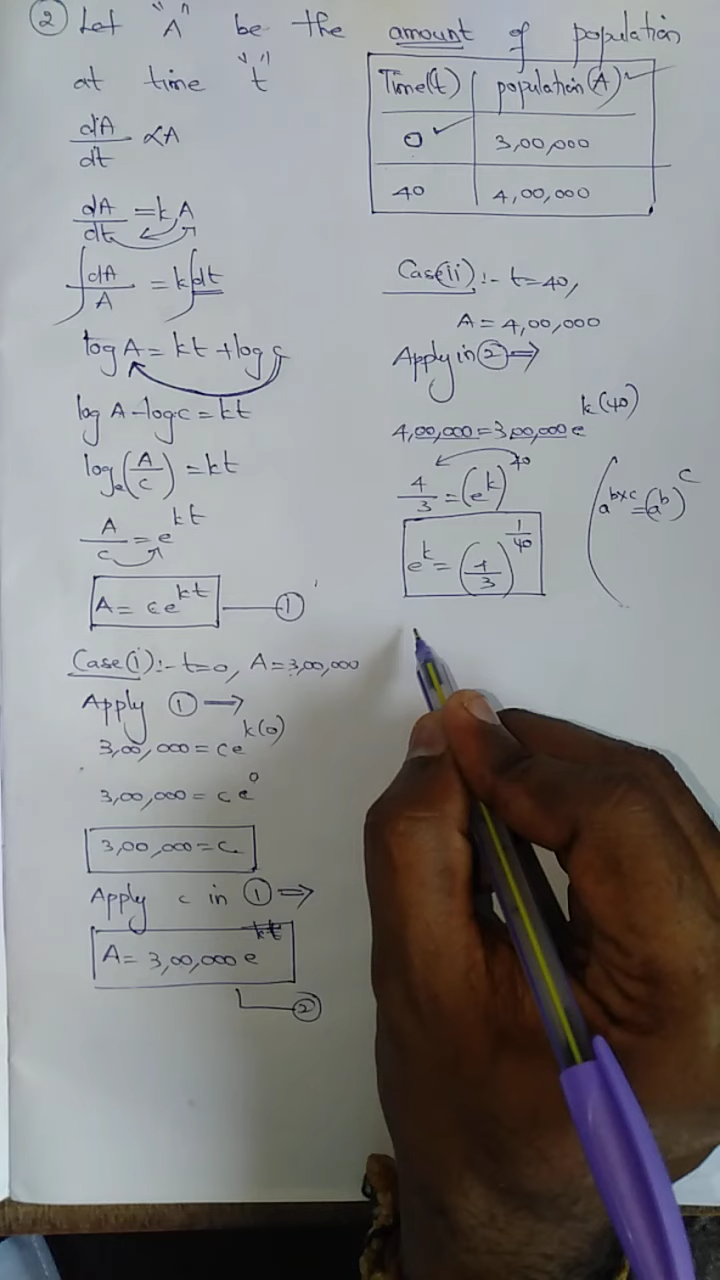 ② Let "A" be the amount of population
at time "t"
dA/dt ∝ A
dA/dt = kA
∫ dA/A = k∫dt
log A = kt + log c
log A - log c = kt
logₑ(A/c) = kt
A/c = e^kt
A = ce^kt — ①
Case(i):- t=0, A=3,00,000
Apply ① →
3,00,000 = ce^k(0)
3,00,000 = ce^0
3,00,000 = c
Apply c in ① ⇒
A = 3,00,000 e^kt
②
Time(t) population(A)
0 3,00,000
40 4,00,000
Case(ii):- t=40,
A = 4,00,000
Apply in ② ⇒
4,00,000 = 3,00,000 e^k(40)
4/3 = (e^k)^40
(a^b×c = (a^b)^c
e^k = (4/3)^1/40